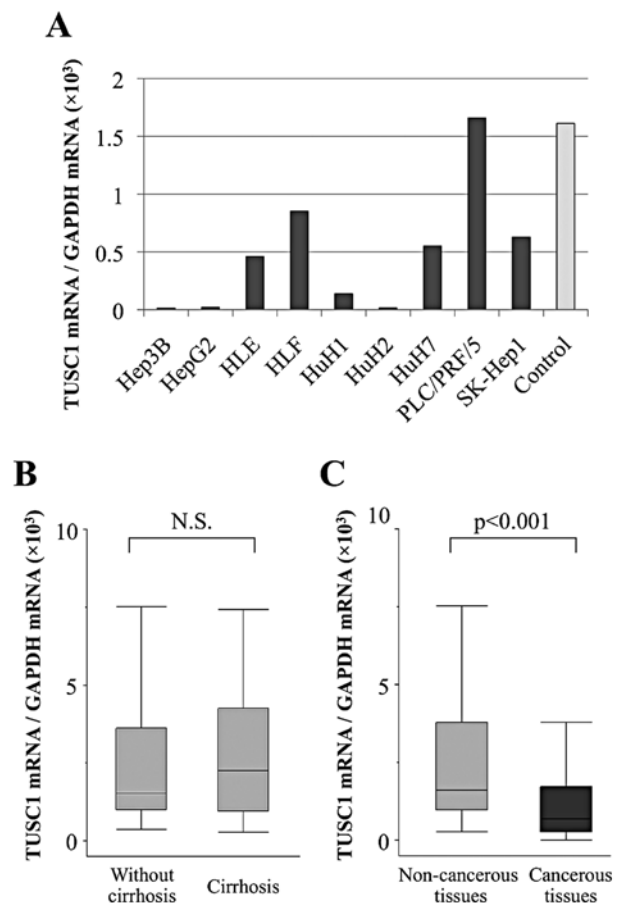 A
TUSC1 mRNA / GAPDH mRNA (×10³)
2
1.5
1
0.5
0
Hep3B
HepG2
HLE
HLF
HuH1
HuH2
HuH7
PLC/PRF/5
SK-Hep1
Control
B
TUSC1 mRNA / GAPDH mRNA (×10³)
10
5
0
N.S.
Without
cirrhosis
Cirrhosis
C
TUSC1 mRNA / GAPDH mRNA (×10³)
10
5
0
p<0.001
Non-cancerous
tissues
Cancerous
tissues